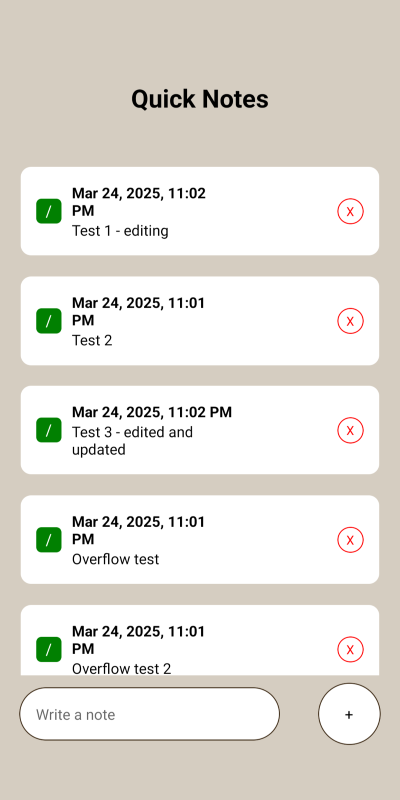 Quick Notes
Mar 24, 2025, 11:02
PM
/
Test 1 - editing
X
Mar 24, 2025, 11:01
PM
/
Test 2
X
Mar 24, 2025, 11:02 PM
/
Test 3 - edited and
updated
X
Mar 24, 2025, 11:01
PM
/
Overflow test
X
Mar 24, 2025, 11:01
PM
/
Overflow test 2
X
Write a note
+